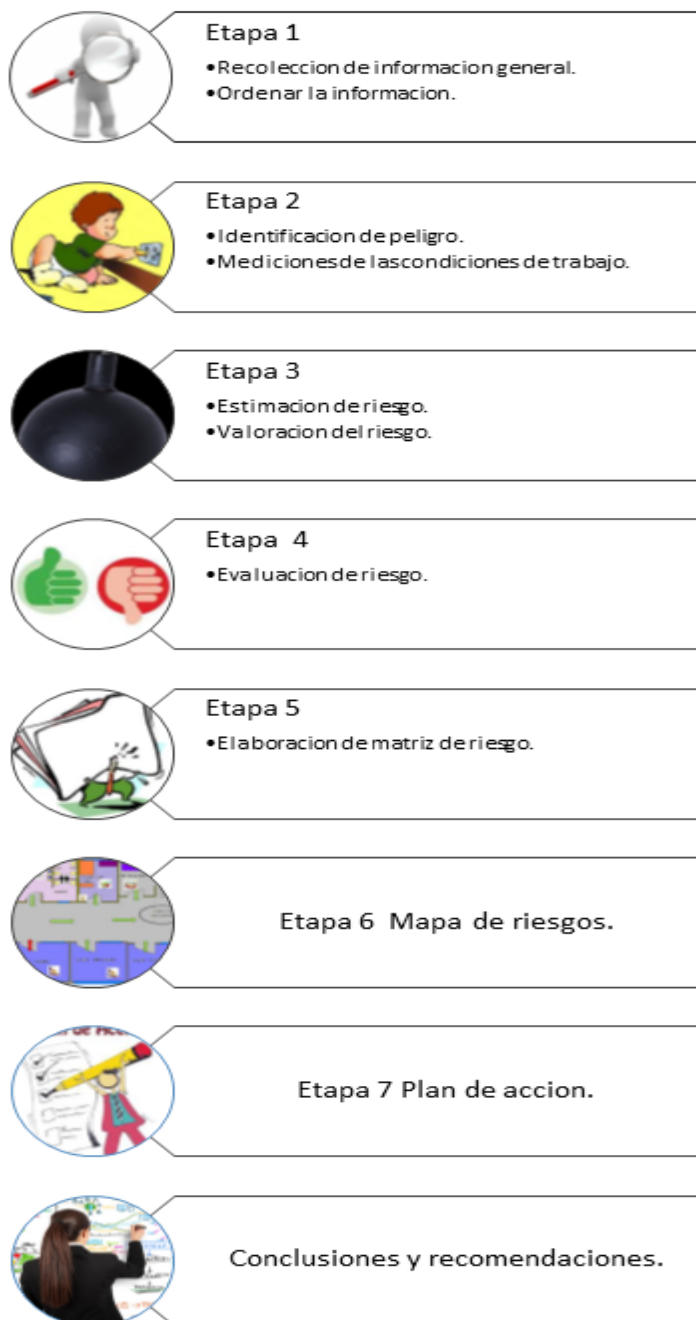 Etapa 1
•Recoleccion de informacion general.
•Ordenar la informacion.
Etapa 2
•Identificacion de peligro.
•Mediciones de las condiciones de trabajo.
Etapa 3
•Estimacion de riesgo.
•Valoracion del riesgo.
Etapa 4
•Evaluacion de riesgo.
Etapa 5
•Elaboracion de matriz de riesgo.
Etapa 6 Mapa de riesgos.
Etapa 7 Plan de accion.
Conclusiones y recomendaciones.